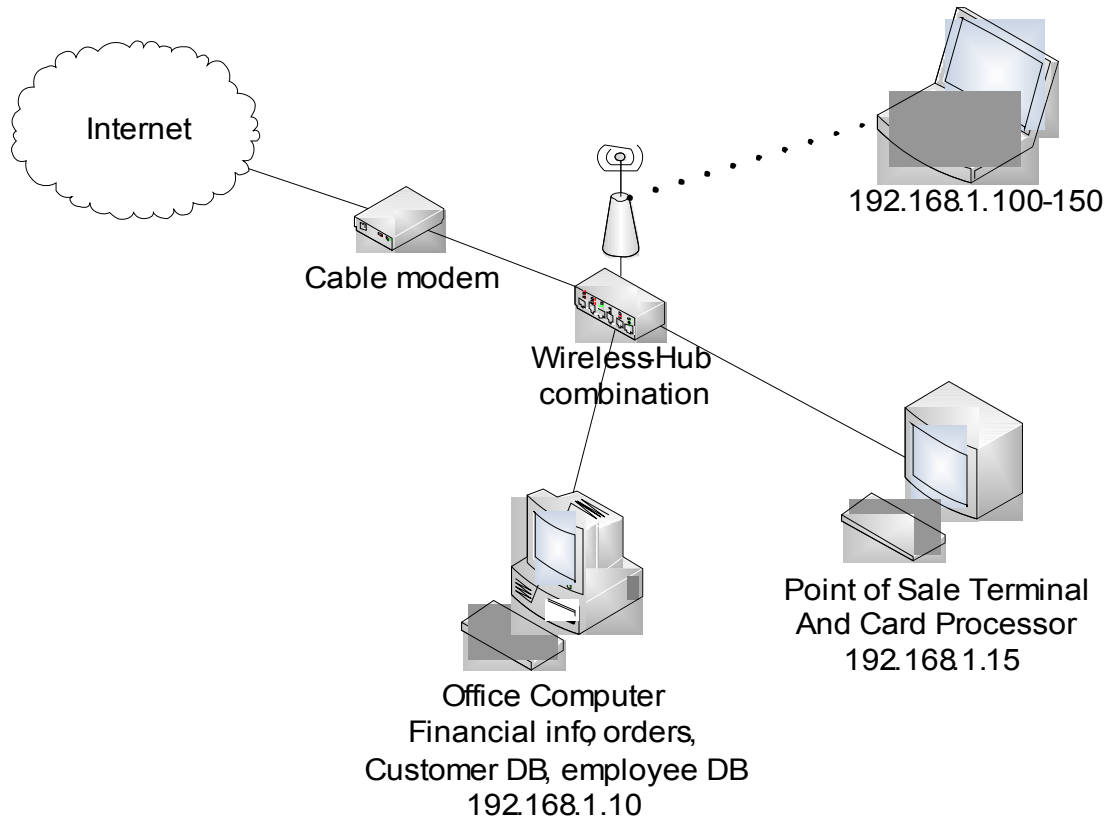 Internet
192.168.1.100-150
Cable modem
Wireless-Hub
combination
Point of Sale Terminal
And Card Processor
192.168.1.15
Office Computer
Financial info, orders,
Customer DB, employee DB
192.168.1.10